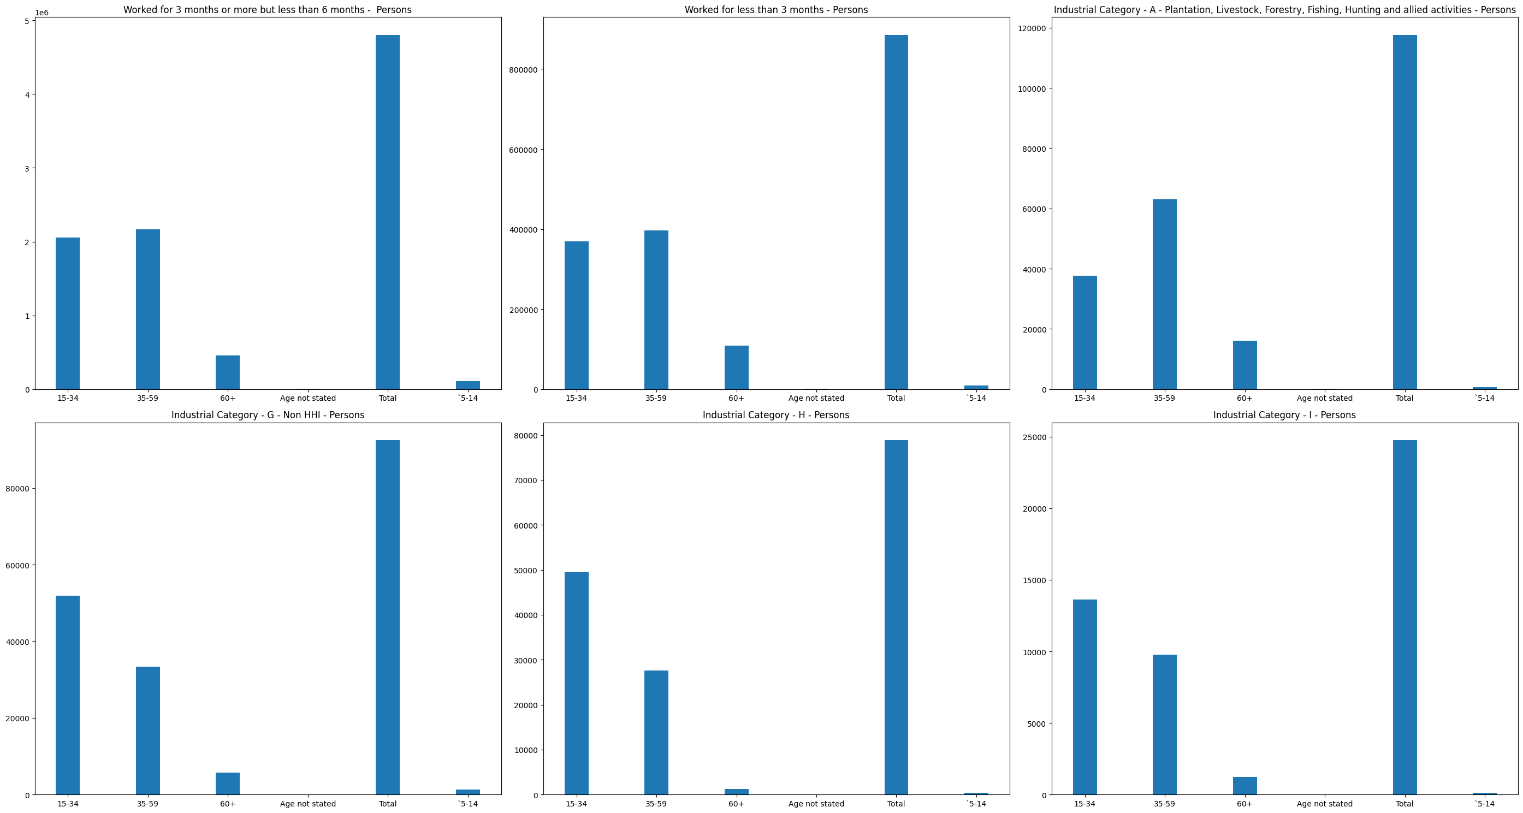 Worked for 3 months or more but less than 6 months - Persons
1e6
5
4
3
2
1
0
15-34 35-59 60+ Age not stated Total `5-14
Worked for less than 3 months - Persons
800000
600000
400000
200000
0
15-34 35-59 60+ Age not stated Total `5-14
Industrial Category - A - Plantation, Livestock, Forestry, Fishing, Hunting and allied activities - Persons
120000
100000
80000
60000
40000
20000
0
15-34 35-59 60+ Age not stated Total `5-14
Industrial Category - G - Non HHI - Persons
80000
60000
40000
20000
0
15-34 35-59 60+ Age not stated Total `5-14
Industrial Category - H - Persons
80000
70000
60000
50000
40000
30000
20000
10000
0
15-34 35-59 60+ Age not stated Total `5-14
Industrial Category - I - Persons
25000
20000
15000
10000
5000
0
15-34 35-59 60+ Age not stated Total `5-14